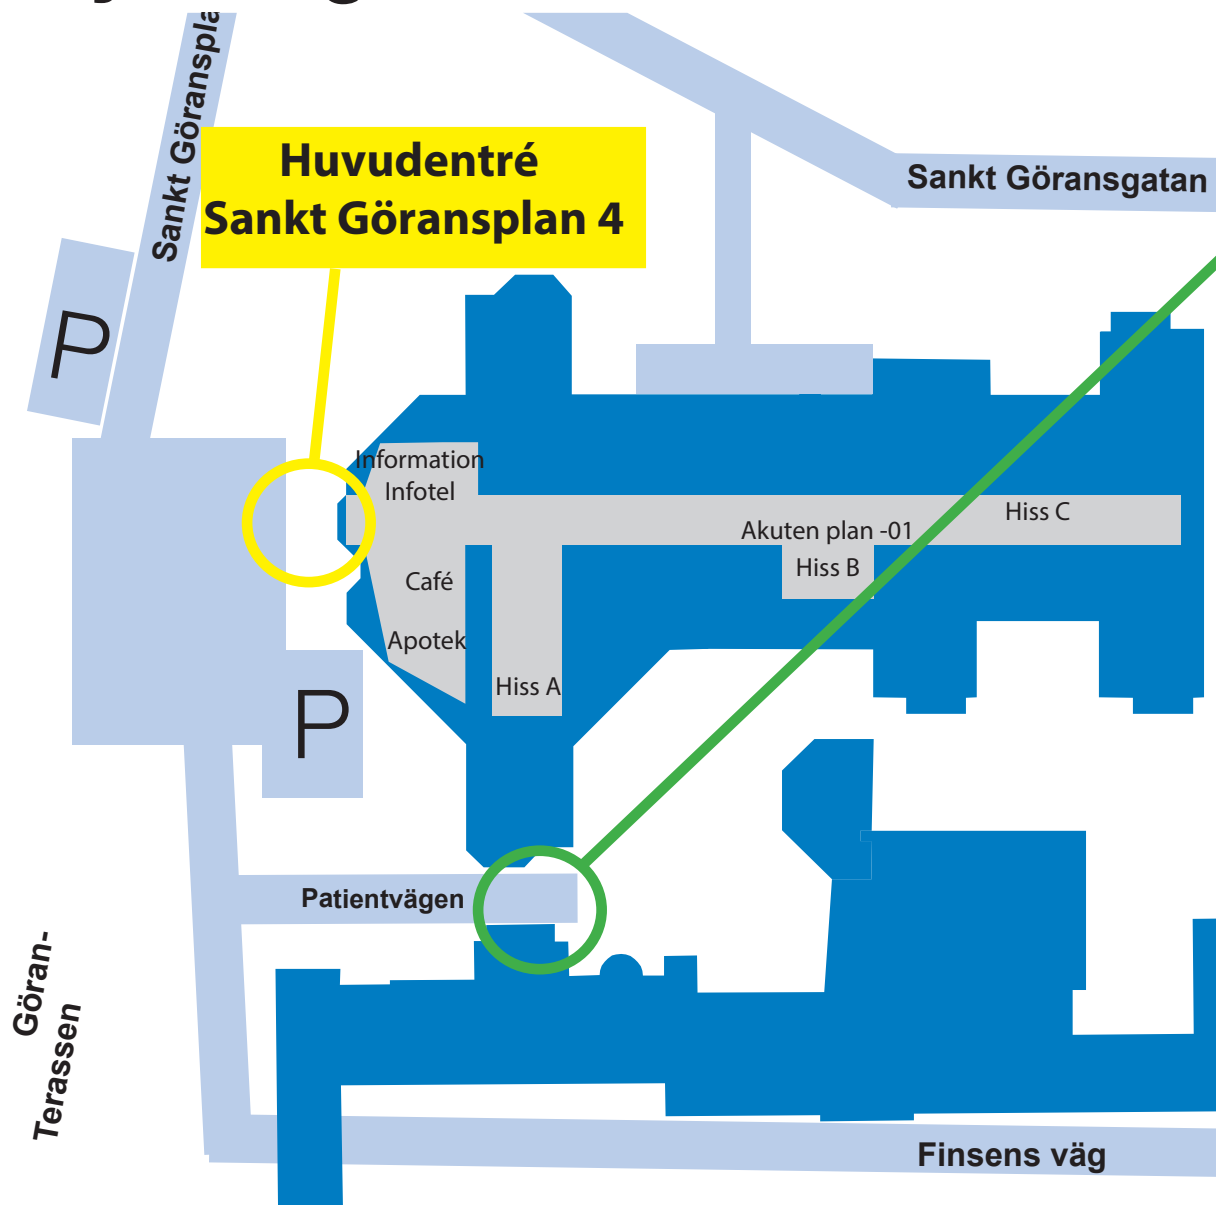 Sankt Göranspla
Huvudentré
Sankt Göransplan 4
Sankt Göransgatan
P
Information
Infotel
Hiss C
Akuten plan -01
Hiss B
Café
Apotek
Hiss A
P
Patientvägen
Göran-
Terassen
Finsens väg